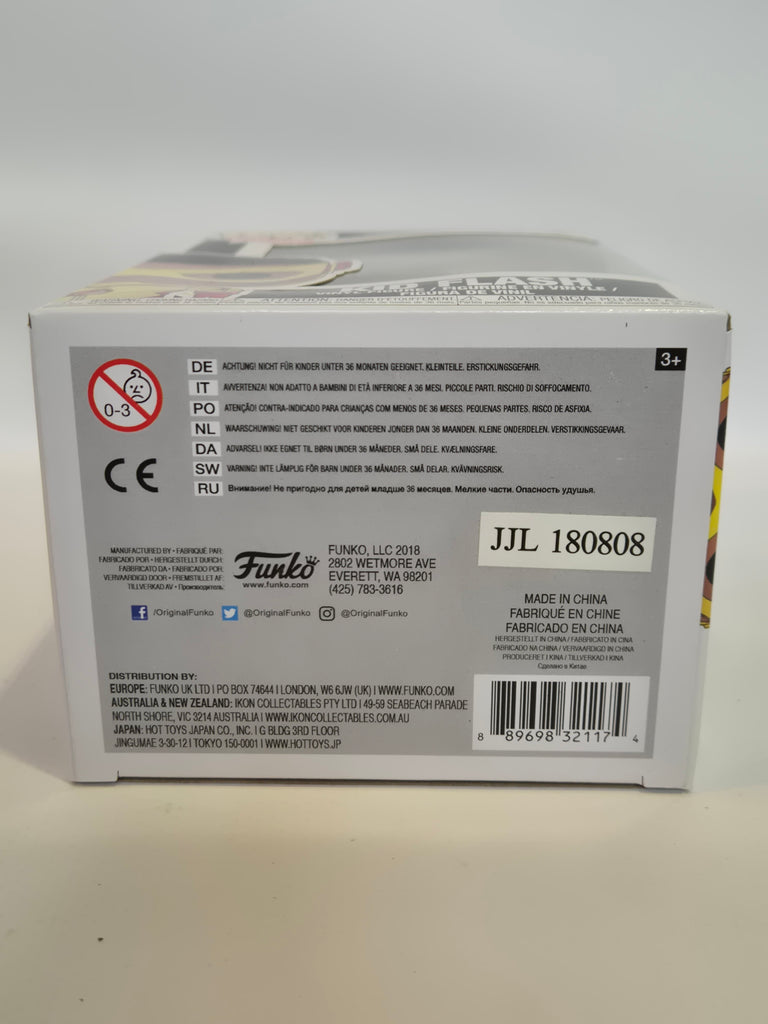 KID FLASH
VINYL FIGURE / FIGURINE EN VINYLE /
FIGURA DE VINIL
ADVERTENCIA:
3+
0-3
DE ACHTUNG! NICHT FÜR KINDER UNTER 36 MONATEN GEEIGNET. KLEINTEILE. ERSTICKUNGSGEFAHR.
IT AVVERTENZA! NON ADATTO A BAMBINI DI ETÀ INFERIORE A 36 MESI. PICCOLE PARTI. RISCHIO DI SOFFOCAMENTO.
PO ATENÇÃO! CONTRA-INDICADO PARA CRIANÇAS COM MENOS DE 36 MESES. PEQUENAS PARTES. RISCO DE ASFIXIA.
NL WAARSCHUWING! NIET GESCHIKT VOOR KINDEREN JONGER DAN 36 MAANDEN. KLEINE ONDERDELEN. VERSTIKKINGSGEVAAR.
DA ADVARSEL! IKKE EGNET TIL BØRN UNDER 36 MÅNEDER. SMÅ DELE. KVÆLNINGSFARE.
SW VARNING! INTE LÄMPLIG FÖR BARN UNDER 36 MÅNADER. SMÅ DELAR. KVÄVNINGSRISK.
RU Внимание! Не пригодно для детей младше 36 месяцев. Мелкие части. Опасность удушья.
CE
MANUFACTURED BY • FABRIQUÉ PAR:
FABRICADO POR • HERGESTELLT DURCH:
FABBRICATO DA • FABRICADO POR:
VERVAARDIGD DOOR • FREMSTILLET AF:
TILLVERKAD AV • Производитель:
Funko
www.funko.com
FUNKO, LLC 2018
2802 WETMORE AVE
EVERETT, WA 98201
(425) 783-3616
/OriginalFunko @OriginalFunko @OriginalFunko
JJL 180808
MADE IN CHINA
FABRIQUÉ EN CHINE
FABRICADO EN CHINA
HERGESTELLT IN CHINA / FABBRICATO IN CINA
FABRICADO NA CHINA / VERVAARDIGD IN CHINA
PRODUCERET I KINA / TILLVERKAD I KINA
Сделано в Китае
DISTRIBUTION BY:
EUROPE: FUNKO UK LTD | PO BOX 74644 | LONDON, W6 6JW (UK) | WWW.FUNKO.COM
AUSTRALIA & NEW ZEALAND: IKON COLLECTABLES PTY LTD | 49-59 SEABEACH PARADE
NORTH SHORE, VIC 3214 AUSTRALIA | WWW.IKONCOLLECTABLES.COM.AU
JAPAN: HOT TOYS JAPAN CO., INC. | G BLDG 3RD FLOOR
JINGUMAE 3-30-12 | TOKYO 150-0001 | WWW.HOTTOYS.JP
8 89698 32117 4